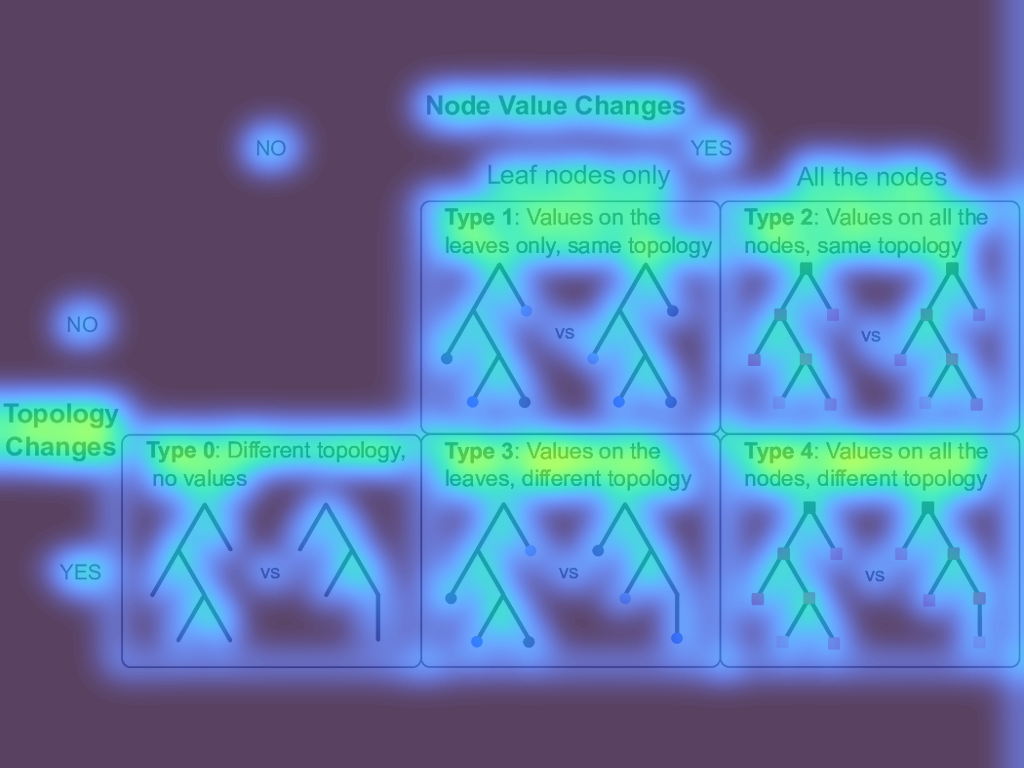 Node Value Changes
NO
YES
Leaf nodes only
All the nodes
Type 1: Values on the
leaves only, same topology
vs
Type 2: Values on all the
nodes, same topology
vs
NO
Topology
Changes
YES
Type 0: Different topology,
no values
vs
Type 3: Values on the
leaves, different topology
vs
Type 4: Values on all the
nodes, different topology
vs